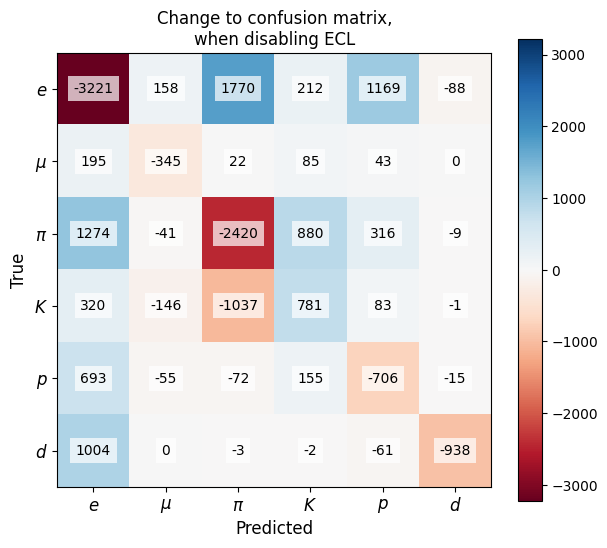 Change to confusion matrix,
when disabling ECL
e -3221 158 1770 212 1169 -88
μ 195 -345 22 85 43 0
π 1274 -41 -2420 880 316 -9
K 320 -146 -1037 781 83 -1
p 693 -55 -72 155 -706 -15
d 1004 0 -3 -2 -61 -938
e μ π K p d
True
Predicted
3000
2000
1000
0
−1000
−2000
−3000